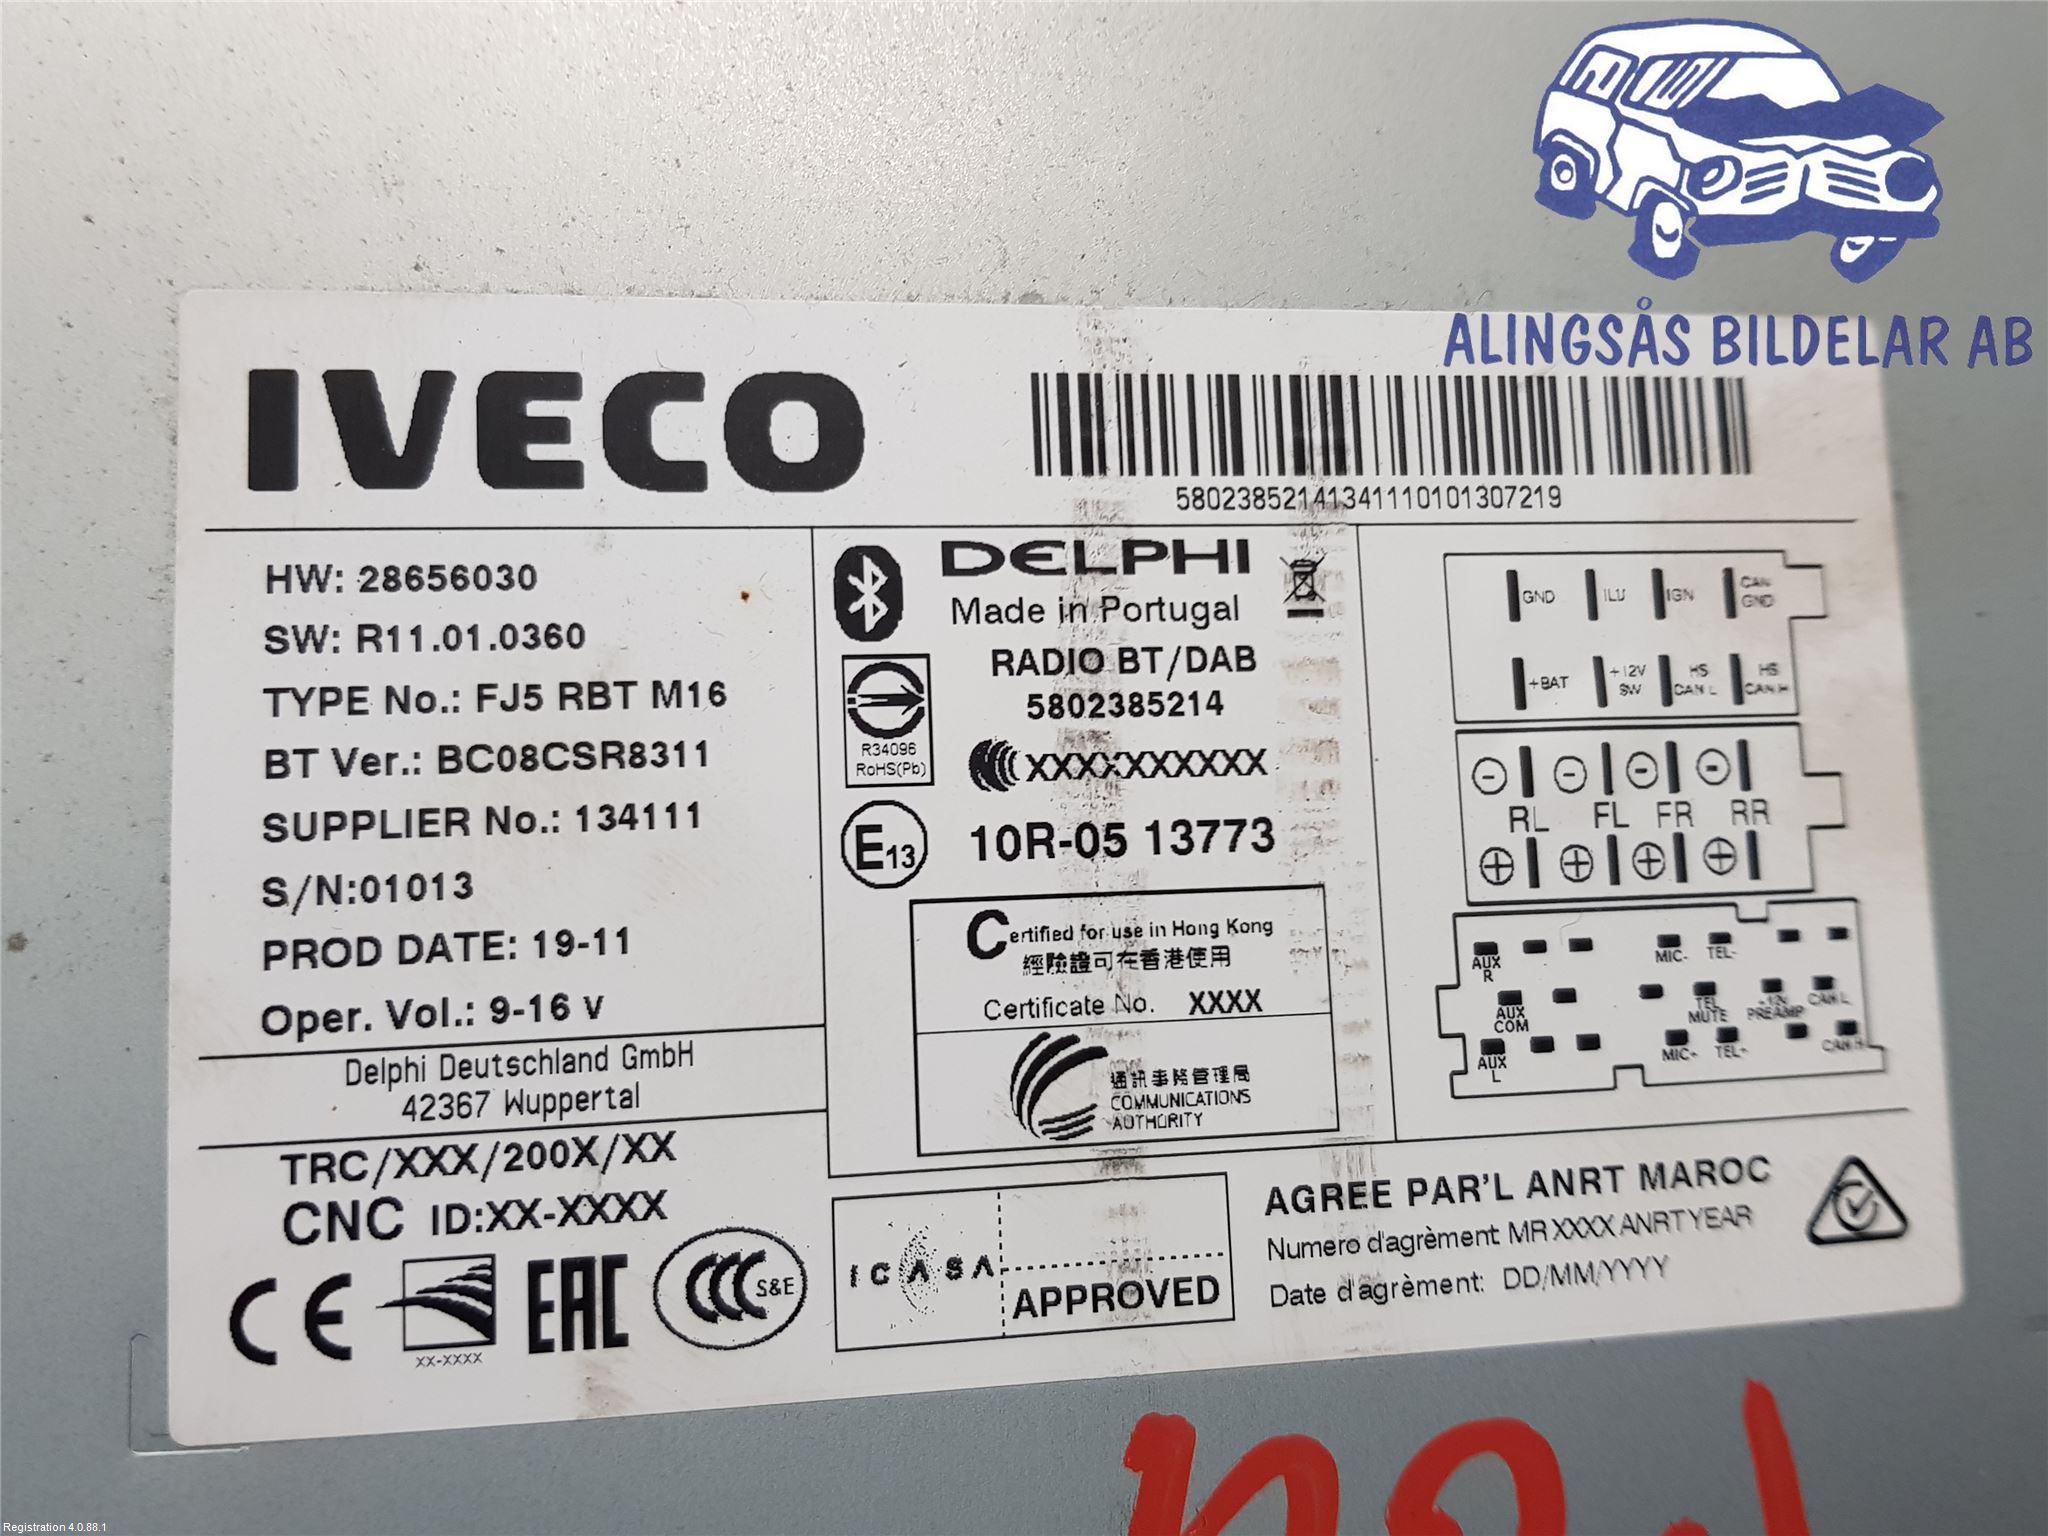 ALINGSÅS BILDELAR AB
IVECO
580238521413411110101307219
HW: 28656030
SW: R11.01.0360
TYPE No.: FJ5 RBT M16
BT Ver.: BC08CSR8311
SUPPLIER No.: 134111
S/N:01013
PROD DATE: 19-11
Oper. Vol.: 9-16 v
Delphi Deutschland GmbH
42367 Wuppertal
TRC/XXX/200X/XX
CNC ID:XX-XXXX
CE
XX-XXXX
EAC
CCC S&E
DELPHI
Made in Portugal
RADIO BT/DAB
5802385214
R34096
RoHS(Pb)
XXXXXXXXXX
E13
10R-05 13773
Certified for use in Hong Kong
經驗證可在香港使用
Certificate No. XXXX
通訊事務管理局
COMMUNICATIONS
AUTHORITY
ICASA
APPROVED
GND ILU IGN CAN GND
+BAT +12V SW HS CAN L HS CAN H
- - - -
RL FL FR RR
+ + + +
AUX R MIC- TEL-
AUX COM TEL MUTE +12V PREAMP CAN L
AUX L MIC+ TEL+ CAN H
AGREE PAR'L ANRT MAROC
Numero d'agrèment MR XXXX ANRT YEAR
Date d'agrèment: DD/MM/YYYY
Registration 4.0.88.1